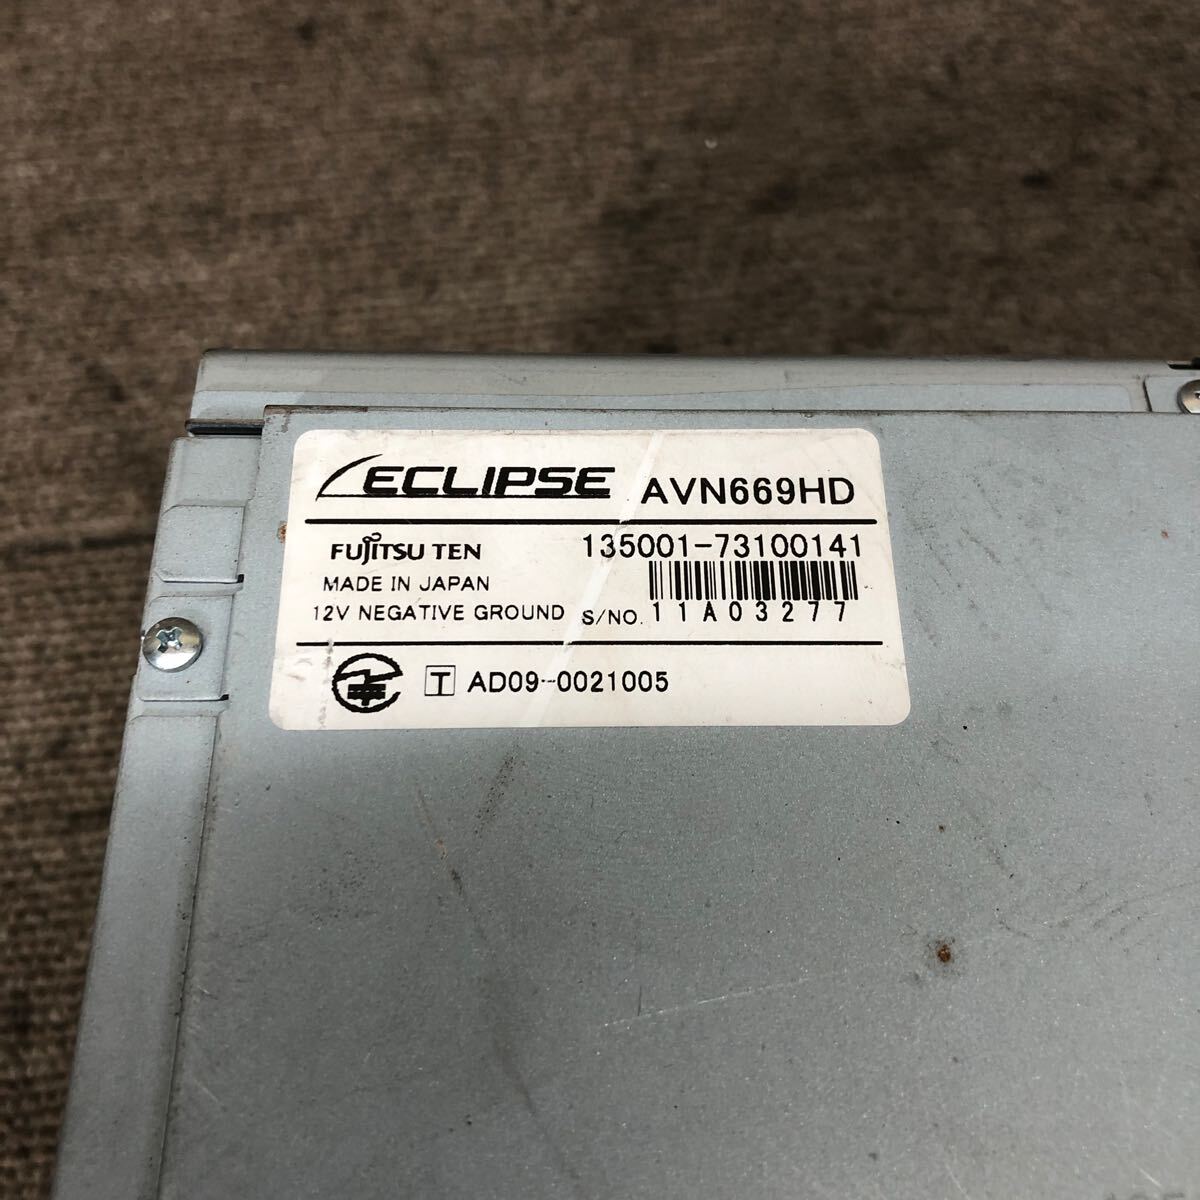 ECLIPSE AVN669HD
FUJITSU TEN 135001-73100141
MADE IN JAPAN
12V NEGATIVE GROUND S/NO. 11A03277
T AD09-0021005